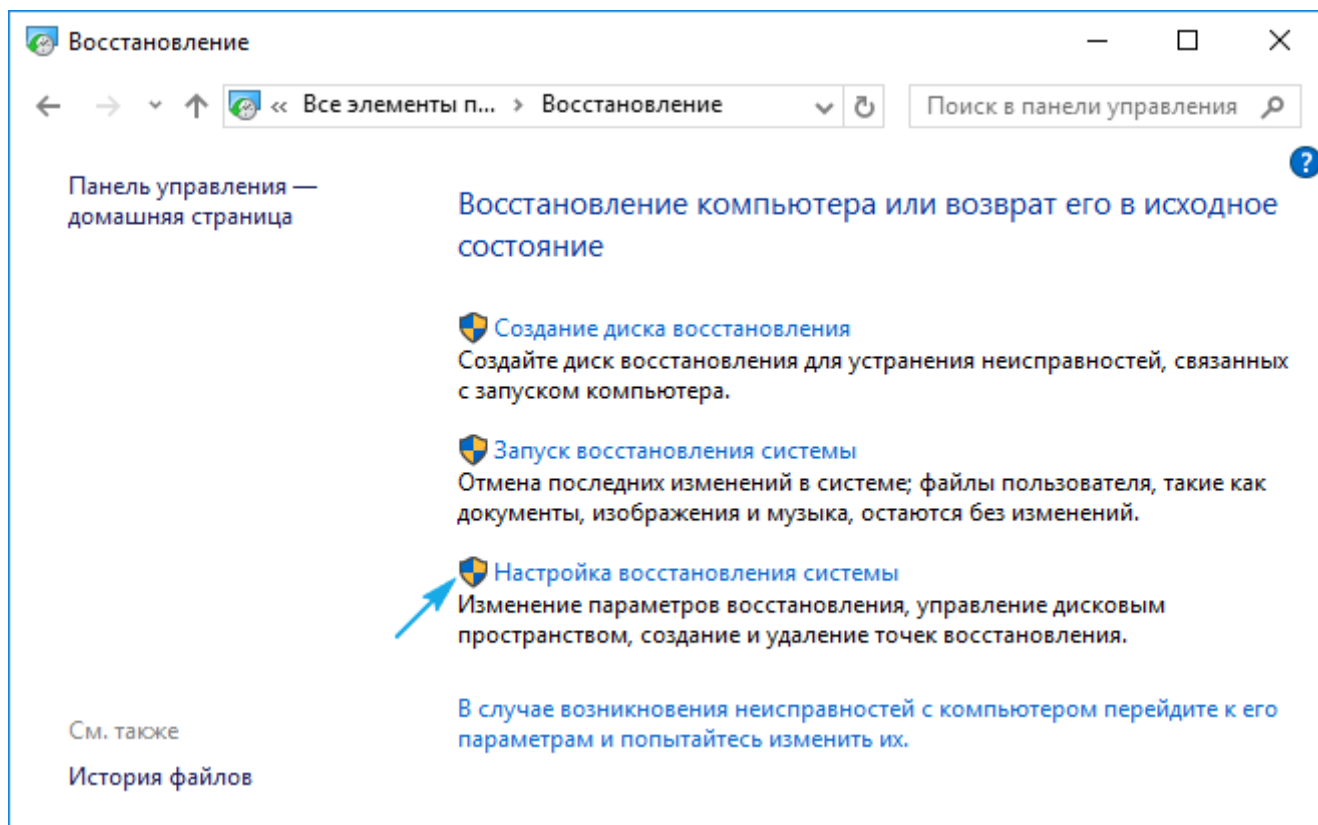 Восстановление
« Все элементы п... › Восстановление
Поиск в панели управления
?
Панель управления —
домашняя страница
Восстановление компьютера или возврат его в исходное
состояние
Создание диска восстановления
Создайте диск восстановления для устранения неисправностей, связанных
с запуском компьютера.
Запуск восстановления системы
Отмена последних изменений в системе; файлы пользователя, такие как
документы, изображения и музыка, остаются без изменений.
Настройка восстановления системы
Изменение параметров восстановления, управление дисковым
пространством, создание и удаление точек восстановления.
В случае возникновения неисправностей с компьютером перейдите к его
параметрам и попытайтесь изменить их.
См. также
История файлов